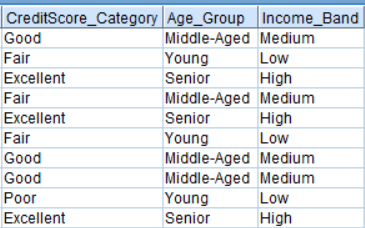 CreditScore_Category Age_Group Income_Band
Good Middle-Aged Medium
Fair Young Low
Excellent Senior High
Fair Middle-Aged Medium
Excellent Senior High
Fair Young Low
Good Middle-Aged Medium
Good Middle-Aged Medium
Poor Young Low
Excellent Senior High